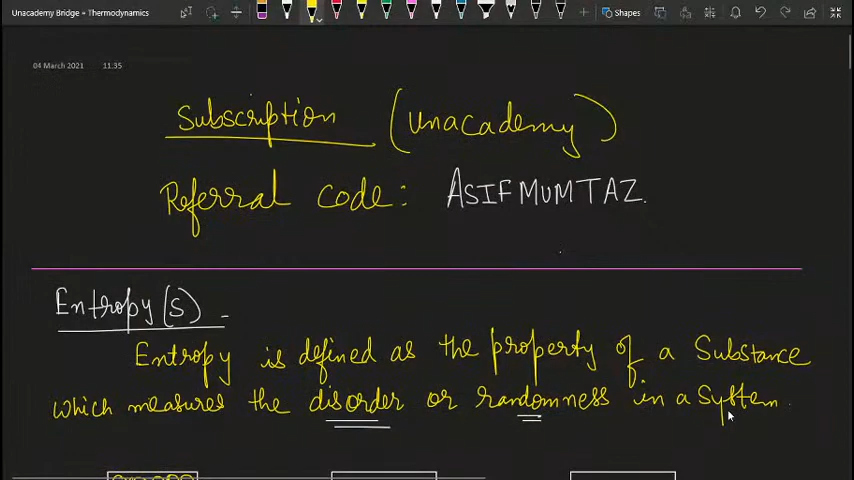 Unacademy Bridge » Thermodynamics
Shapes
04 March 2021 11:35
Subscription (Unacademy)
Referral code: ASIFMUMTAZ.
Entropy(S) -
Entropy is defined as the property of a Substance
which measures the disorder or randomness in a System.